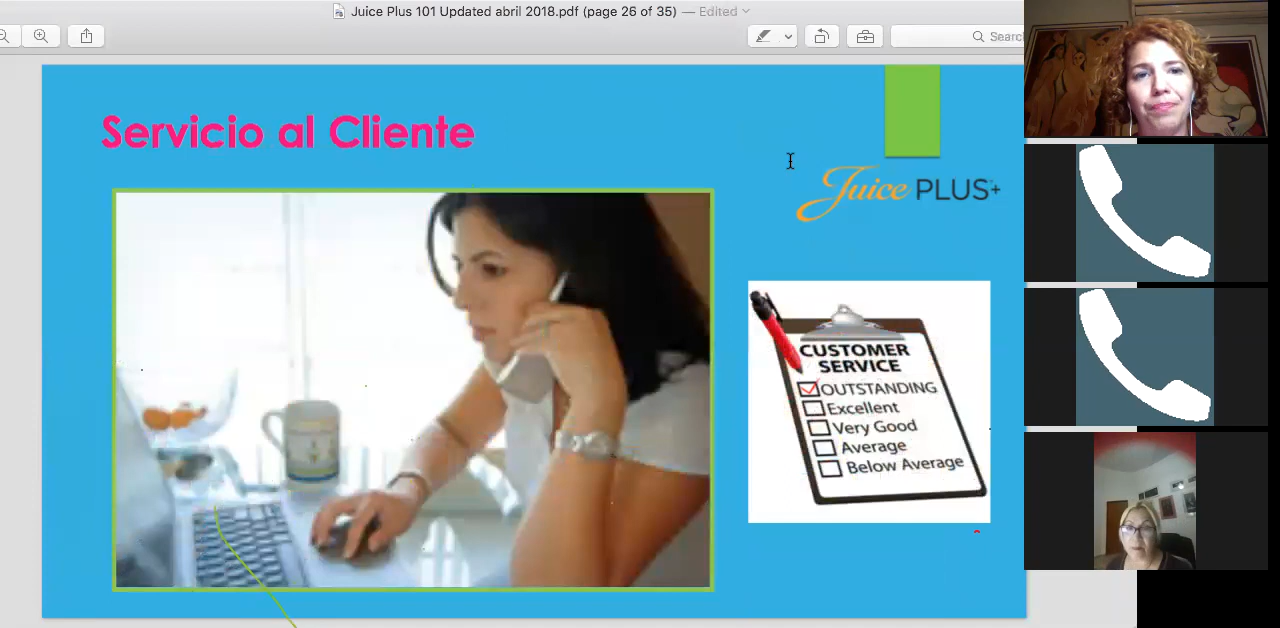 Juice Plus 101 Updated abril 2018.pdf (page 26 of 35) — Edited
Searc
Servicio al Cliente
Juice PLUS+
CUSTOMER
SERVICE
OUTSTANDING
Excellent
Very Good
Average
Below Average